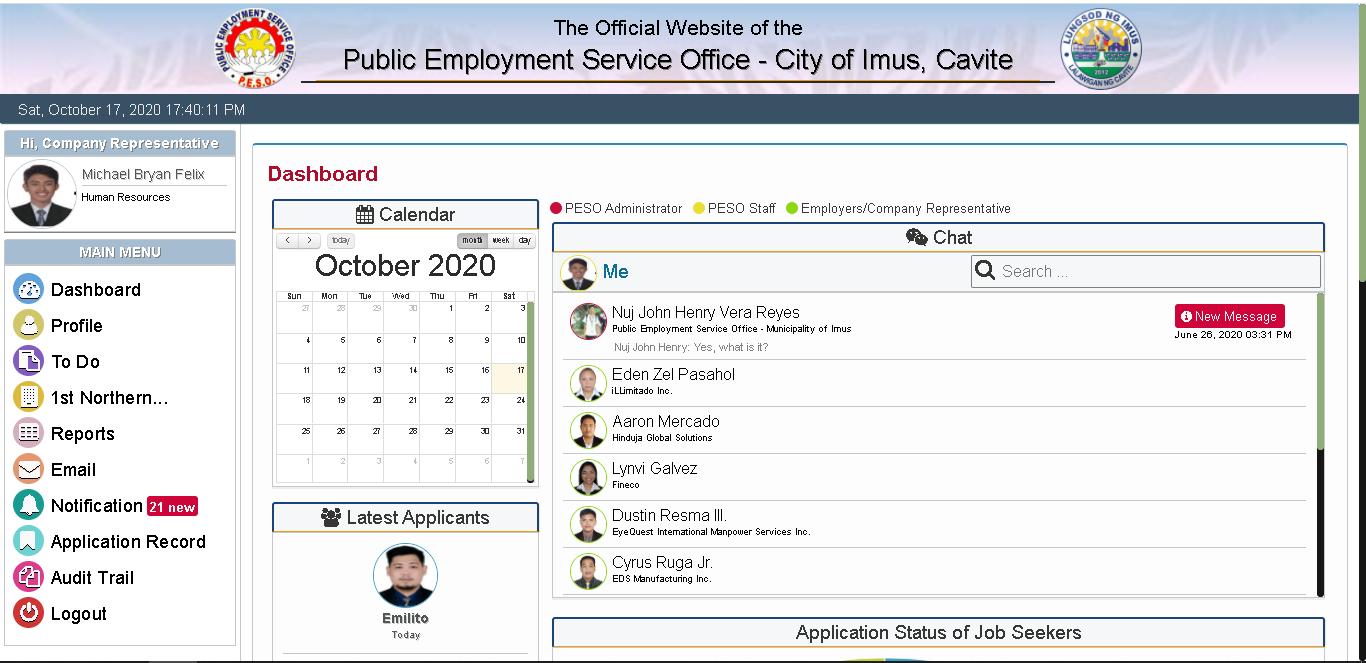 The Official Website of the
Public Employment Service Office - City of Imus, Cavite
PUBLIC EMPLOYMENT SERVICE OFFICE
P.E.S.O.
LUNGSOD NG IMUS
2012
LALAWIGAN NG CAVITE
Sat, October 17, 2020 17:40:11 PM
Hi, Company Representative
Michael Bryan Felix
Human Resources
MAIN MENU
Dashboard
Profile
To Do
1st Northern...
Reports
Email
Notification 21 new
Application Record
Audit Trail
Logout
Dashboard
Calendar
< > today month week day
October 2020
Sun Mon Tue Wed Thu Fri Sat
27 28 29 30 1 2 3
4 5 6 7 8 9 10
11 12 13 14 15 16 17
18 19 20 21 22 23 24
25 26 27 28 29 30 31
1 2 3 4 5 6 7
Latest Applicants
Emilito
Today
PESO Administrator PESO Staff Employers/Company Representative
Chat
Me Search ...
Nuj John Henry Vera Reyes
Public Employment Service Office - Municipality of Imus
Nuj John Henry: Yes, what is it?
New Message
June 26, 2020 03:31 PM
Eden Zel Pasahol
iLLimitado Inc.
Aaron Mercado
Hinduja Global Solutions
Lynvi Galvez
Fineco
Dustin Resma III.
EyeQuest International Manpower Services Inc.
Cyrus Ruga Jr.
EDS Manufacturing Inc.
Application Status of Job Seekers